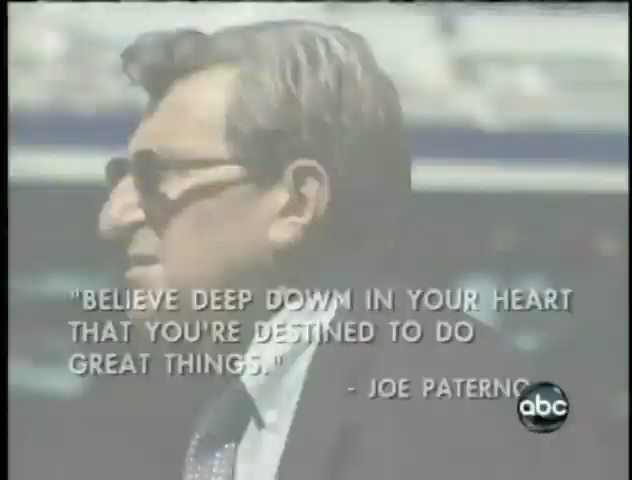 "BELIEVE DEEP DOWN IN YOUR HEART
THAT YOU'RE DESTINED TO DO
GREAT THINGS."
- JOE PATERNO
abc